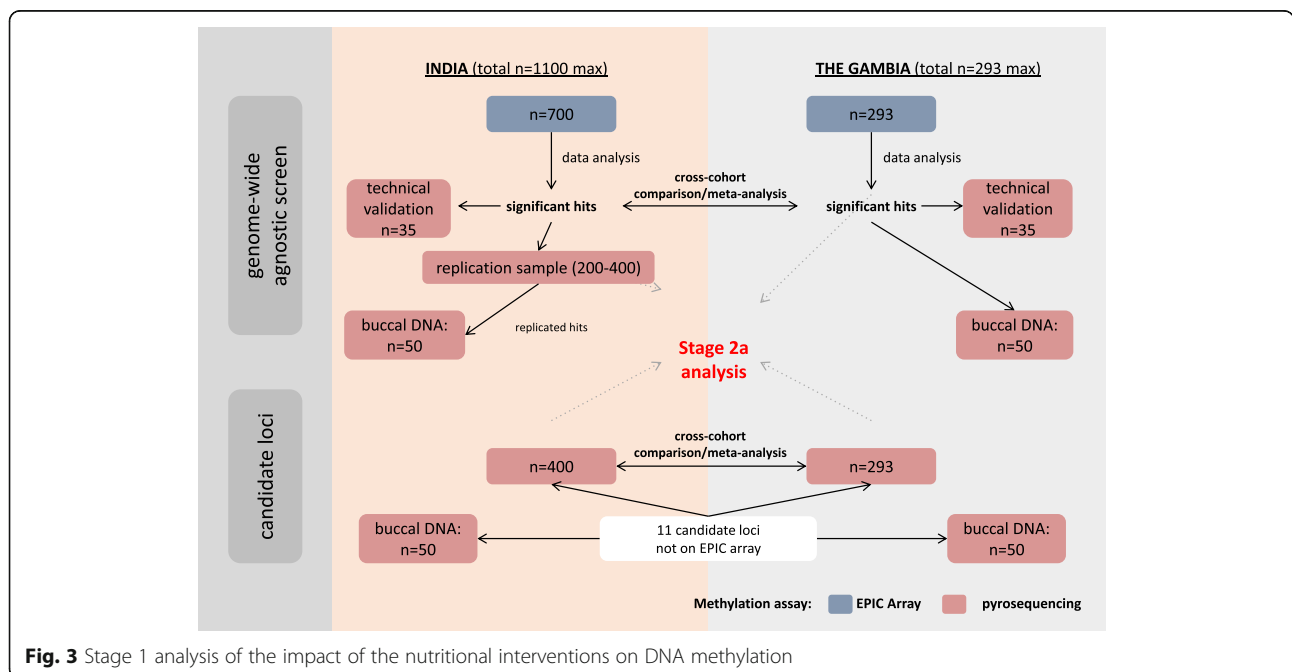 INDIA (total n=1100 max)
THE GAMBIA (total n=293 max)
genome-wide
agnostic screen
n=700
n=293
data analysis
data analysis
cross-cohort
comparison/meta-analysis
technical
validation
n=35
significant hits
significant hits
technical
validation
n=35
replication sample (200-400)
buccal DNA:
n=50
replicated hits
buccal DNA:
n=50
Stage 2a
analysis
candidate loci
cross-cohort
comparison/meta-analysis
n=400
n=293
buccal DNA:
n=50
11 candidate loci
not on EPIC array
buccal DNA:
n=50
Methylation assay: EPIC Array pyrosequencing
Fig. 3 Stage 1 analysis of the impact of the nutritional interventions on DNA methylation